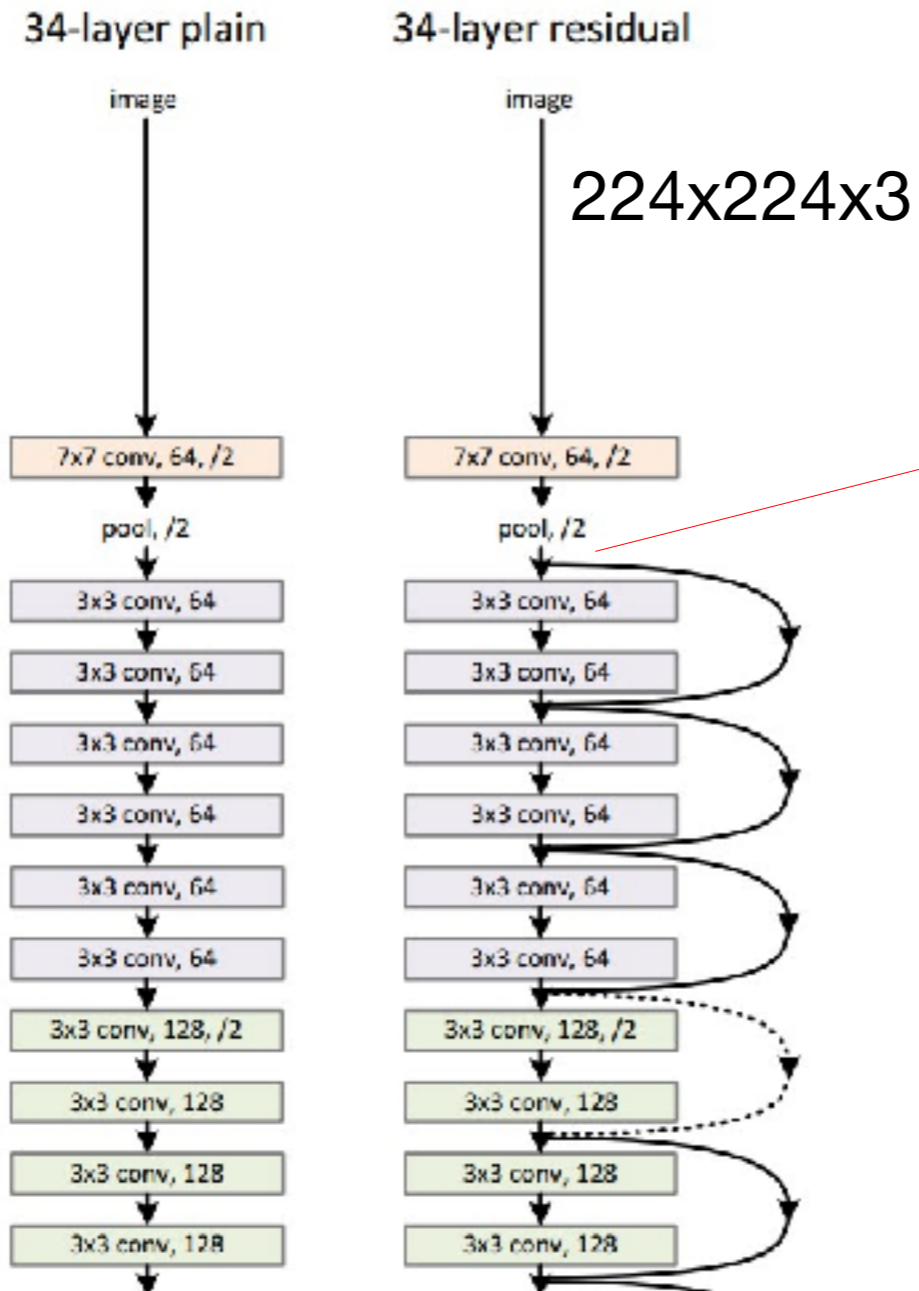 34-layer plain
image
7x7 conv, 64, /2
pool, /2
3x3 conv, 64
3x3 conv, 64
3x3 conv, 64
3x3 conv, 64
3x3 conv, 64
3x3 conv, 64
3x3 conv, 128, /2
3x3 conv, 128
3x3 conv, 128
3x3 conv, 128
34-layer residual
image
224x224x3
7x7 conv, 64, /2
pool, /2
3x3 conv, 64
3x3 conv, 64
3x3 conv, 64
3x3 conv, 64
3x3 conv, 64
3x3 conv, 64
3x3 conv, 128, /2
3x3 conv, 128
3x3 conv, 128
3x3 conv, 128